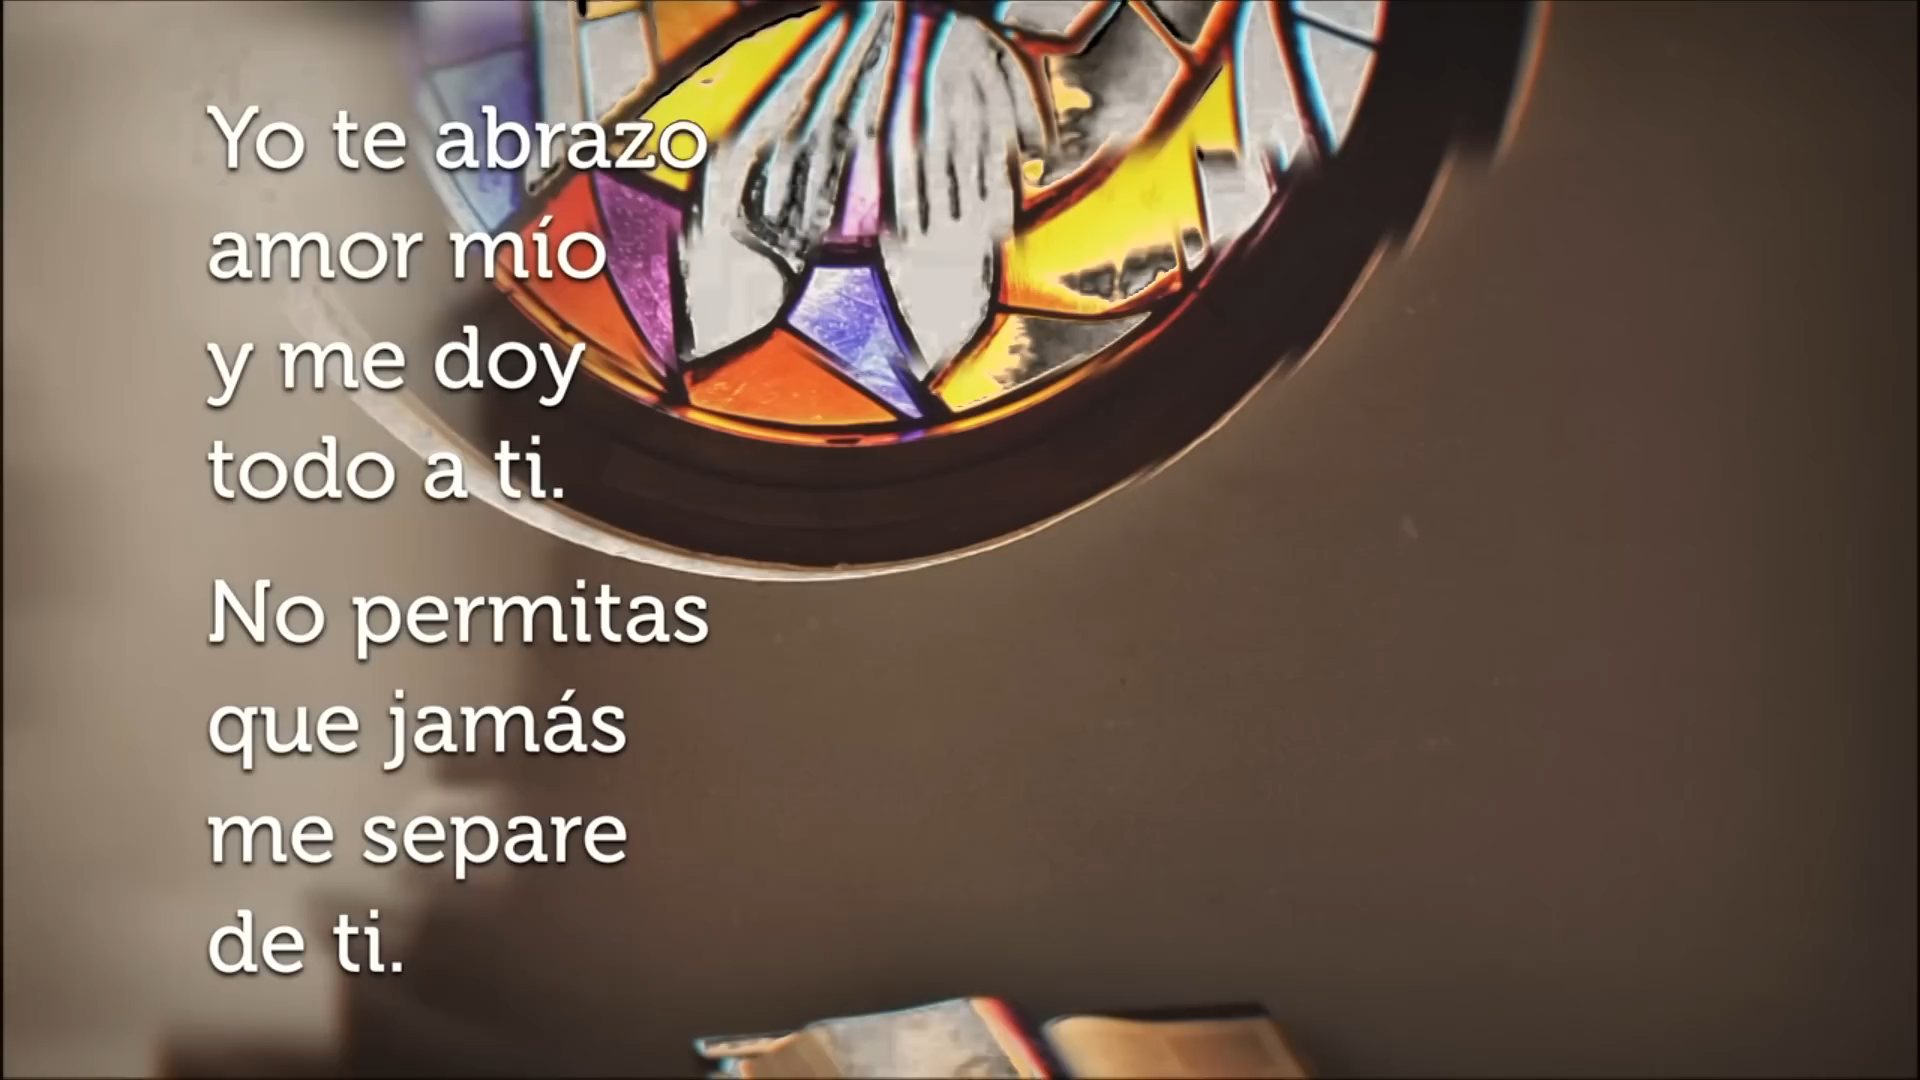 Yo te abrazo
amor mío
y me doy
todo a ti.
No permitas
que jamás
me separe
de ti.